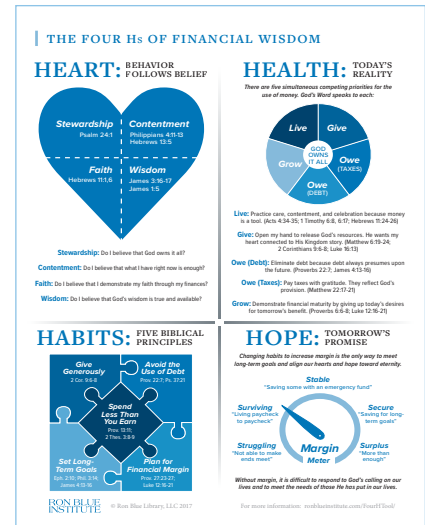 THE FOUR Hs OF FINANCIAL WISDOM
HEART: BEHAVIOR FOLLOWS BELIEF
Stewardship
Psalm 24:1
Contentment
Philippians 4:11-13
Hebrews 13:5
Faith
Hebrews 11:1,6
Wisdom
James 3:16-17
James 1:5
Stewardship: Do I believe that God owns it all?
Contentment: Do I believe that what I have right now is enough?
Faith: Do I believe that I demonstrate my faith through my finances?
Wisdom: Do I believe that God's wisdom is true and available?
HEALTH: TODAY'S REALITY
There are five simultaneous competing priorities for the
use of money. God's Word speaks to each:
Live
Give
Owe
(TAXES)
Owe
(DEBT)
Grow
GOD
OWNS
IT ALL
Live: Practice care, contentment, and celebration because money
is a tool. (Acts 4:34-35; 1 Timothy 6:8, 6:17; Hebrews 11:24-26)
Give: Open my hand to release God's resources. He wants my
heart connected to His Kingdom story. (Matthew 6:19-24;
2 Corinthians 9:6-8; Luke 16:13)
Owe (Debt): Eliminate debt because debt always presumes upon
the future. (Proverbs 22:7; James 4:13-16)
Owe (Taxes): Pay taxes with gratitude. They reflect God's
provision. (Matthew 22:17-21)
Grow: Demonstrate financial maturity by giving up today's desires
for tomorrow's benefit. (Proverbs 6:6-8; Luke 12:16-21)
HABITS: FIVE BIBLICAL PRINCIPLES
Give
Generously
2 Cor. 9:6-8
Avoid the
Use of Debt
Prov. 22:7; Ps. 37:21
Spend
Less Than
You Earn
Prov. 13:11;
2 Thes. 3:8-9
Set Long-
Term Goals
Eph. 2:10; Phil. 3:14;
James 4:13-16
Plan for
Financial Margin
Prov. 27:23-27;
Luke 12:16-21
RON BLUE
INSTITUTE
© Ron Blue Library, LLC 2017
HOPE: TOMORROW'S PROMISE
Changing habits to increase margin is the only way to meet
long-term goals and align our hearts and hope toward eternity.
Stable
"Saving some with an emergency fund"
Surviving
"Living paycheck
to paycheck"
Secure
"Saving for long-
term goals"
Struggling
"Not able to make
ends meet"
Surplus
"More than
enough"
Margin
Meter
Without margin, it is difficult to respond to God's calling on our
lives and to meet the needs of those He has put in our lives.
For more information: ronblueinstitute.com/FourHTool/